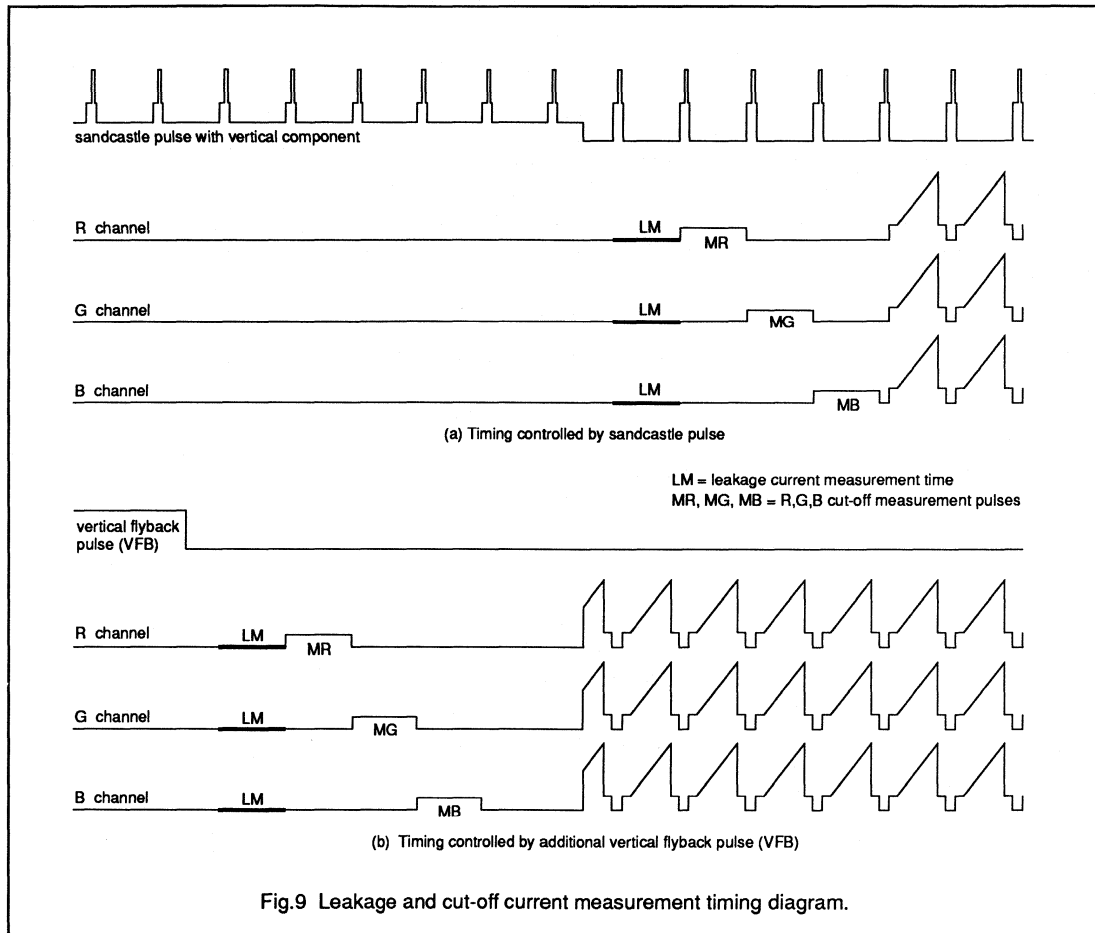 sandcastle pulse with vertical component
R channel
LM
MR
G channel
LM
MG
B channel
LM
MB
(a) Timing controlled by sandcastle pulse
LM = leakage current measurement time
MR, MG, MB = R,G,B cut-off measurement pulses
vertical flyback
pulse (VFB)
R channel
LM
MR
G channel
LM
MG
B channel
LM
MB
(b) Timing controlled by additional vertical flyback pulse (VFB)
Fig.9 Leakage and cut-off current measurement timing diagram.